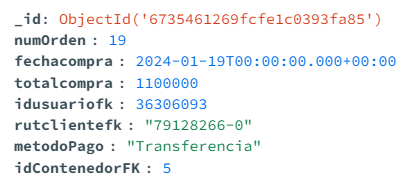 _id: ObjectId('6735461269fcfe1c0393fa85')
numOrden : 19
fechacompra : 2024-01-19T00:00:00.000+00:00
totalcompra : 1100000
idusuariofk : 36306093
rutclientefk : "79128266-0"
metodoPago : "Transferencia"
idContenedorFK : 5